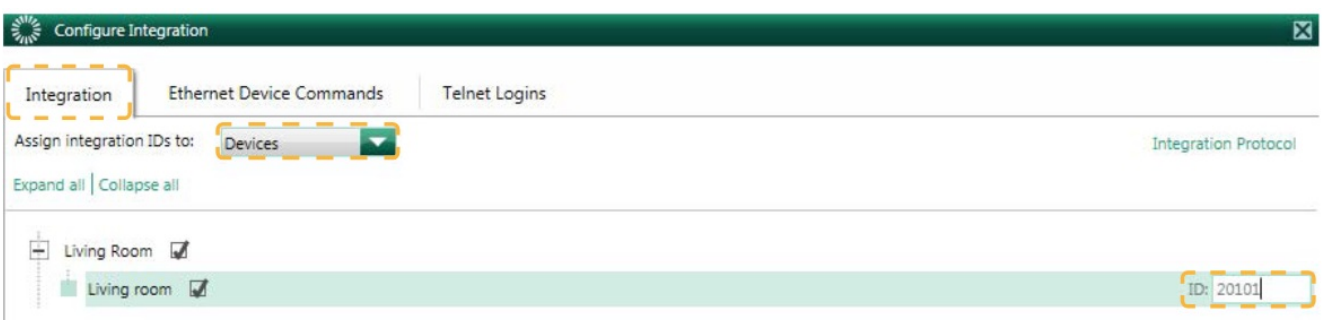 Configure Integration
Integration Ethernet Device Commands Telnet Logins
Assign integration IDs to: Devices Integration Protocol
Expand all | Collapse all
Living Room
Living room ID: 20101